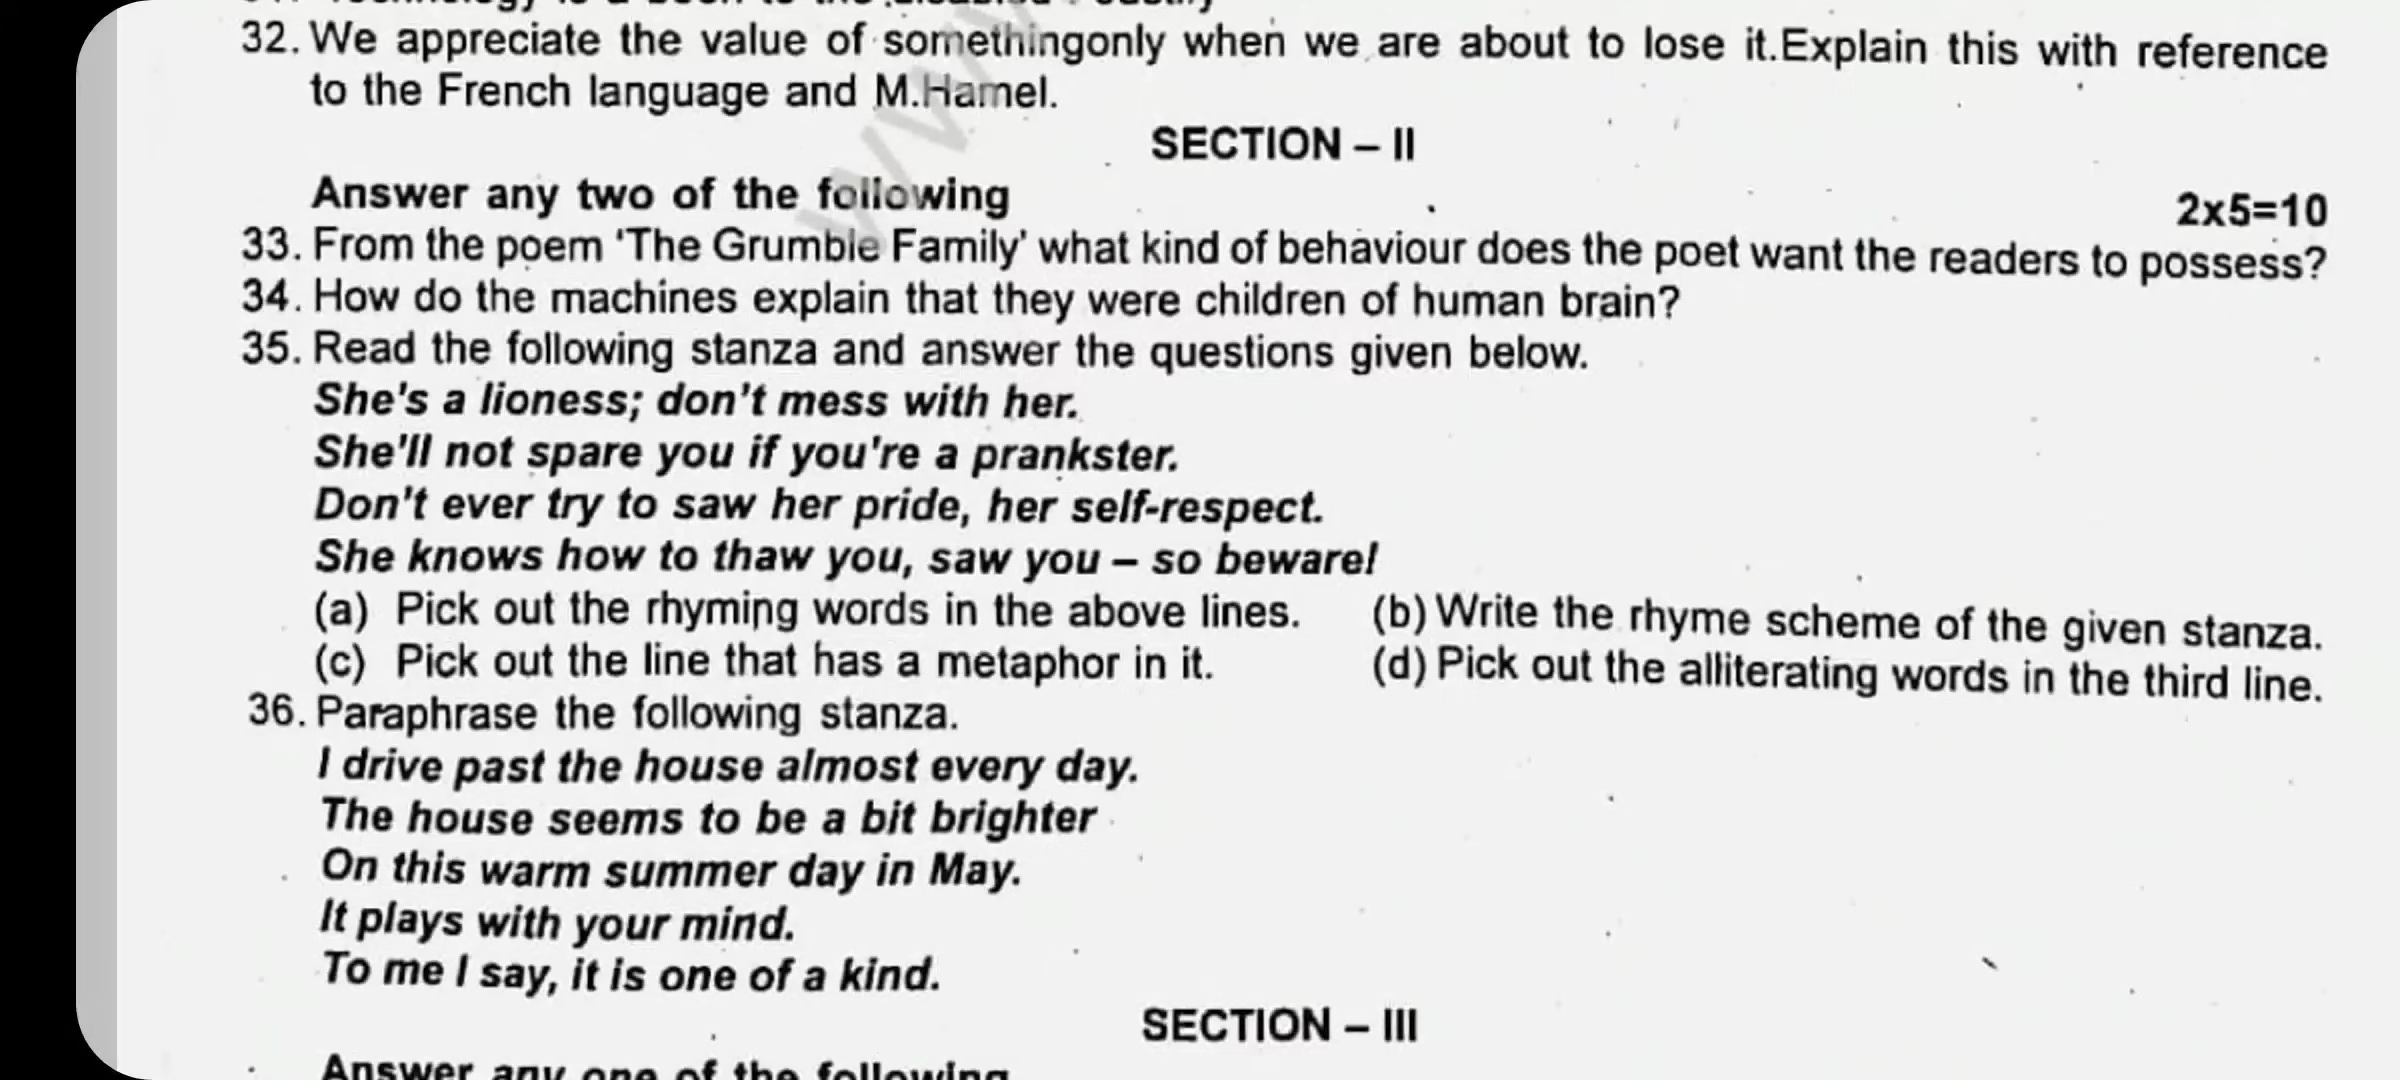 32. We appreciate the value of somethingonly when we are about to lose it.Explain this with reference
to the French language and M.Hamel.
SECTION – II
Answer any two of the following
2x5=10
33. From the poem 'The Grumble Family' what kind of behaviour does the poet want the readers to possess?
34. How do the machines explain that they were children of human brain?
35. Read the following stanza and answer the questions given below.
She's a lioness; don't mess with her.
She'll not spare you if you're a prankster.
Don't ever try to saw her pride, her self-respect.
She knows how to thaw you, saw you – so beware!
(a) Pick out the rhyming words in the above lines. (b) Write the rhyme scheme of the given stanza.
(c) Pick out the line that has a metaphor in it. (d) Pick out the alliterating words in the third line.
36. Paraphrase the following stanza.
I drive past the house almost every day.
The house seems to be a bit brighter
On this warm summer day in May.
It plays with your mind.
To me I say, it is one of a kind.
SECTION – III
Answer any one of the following